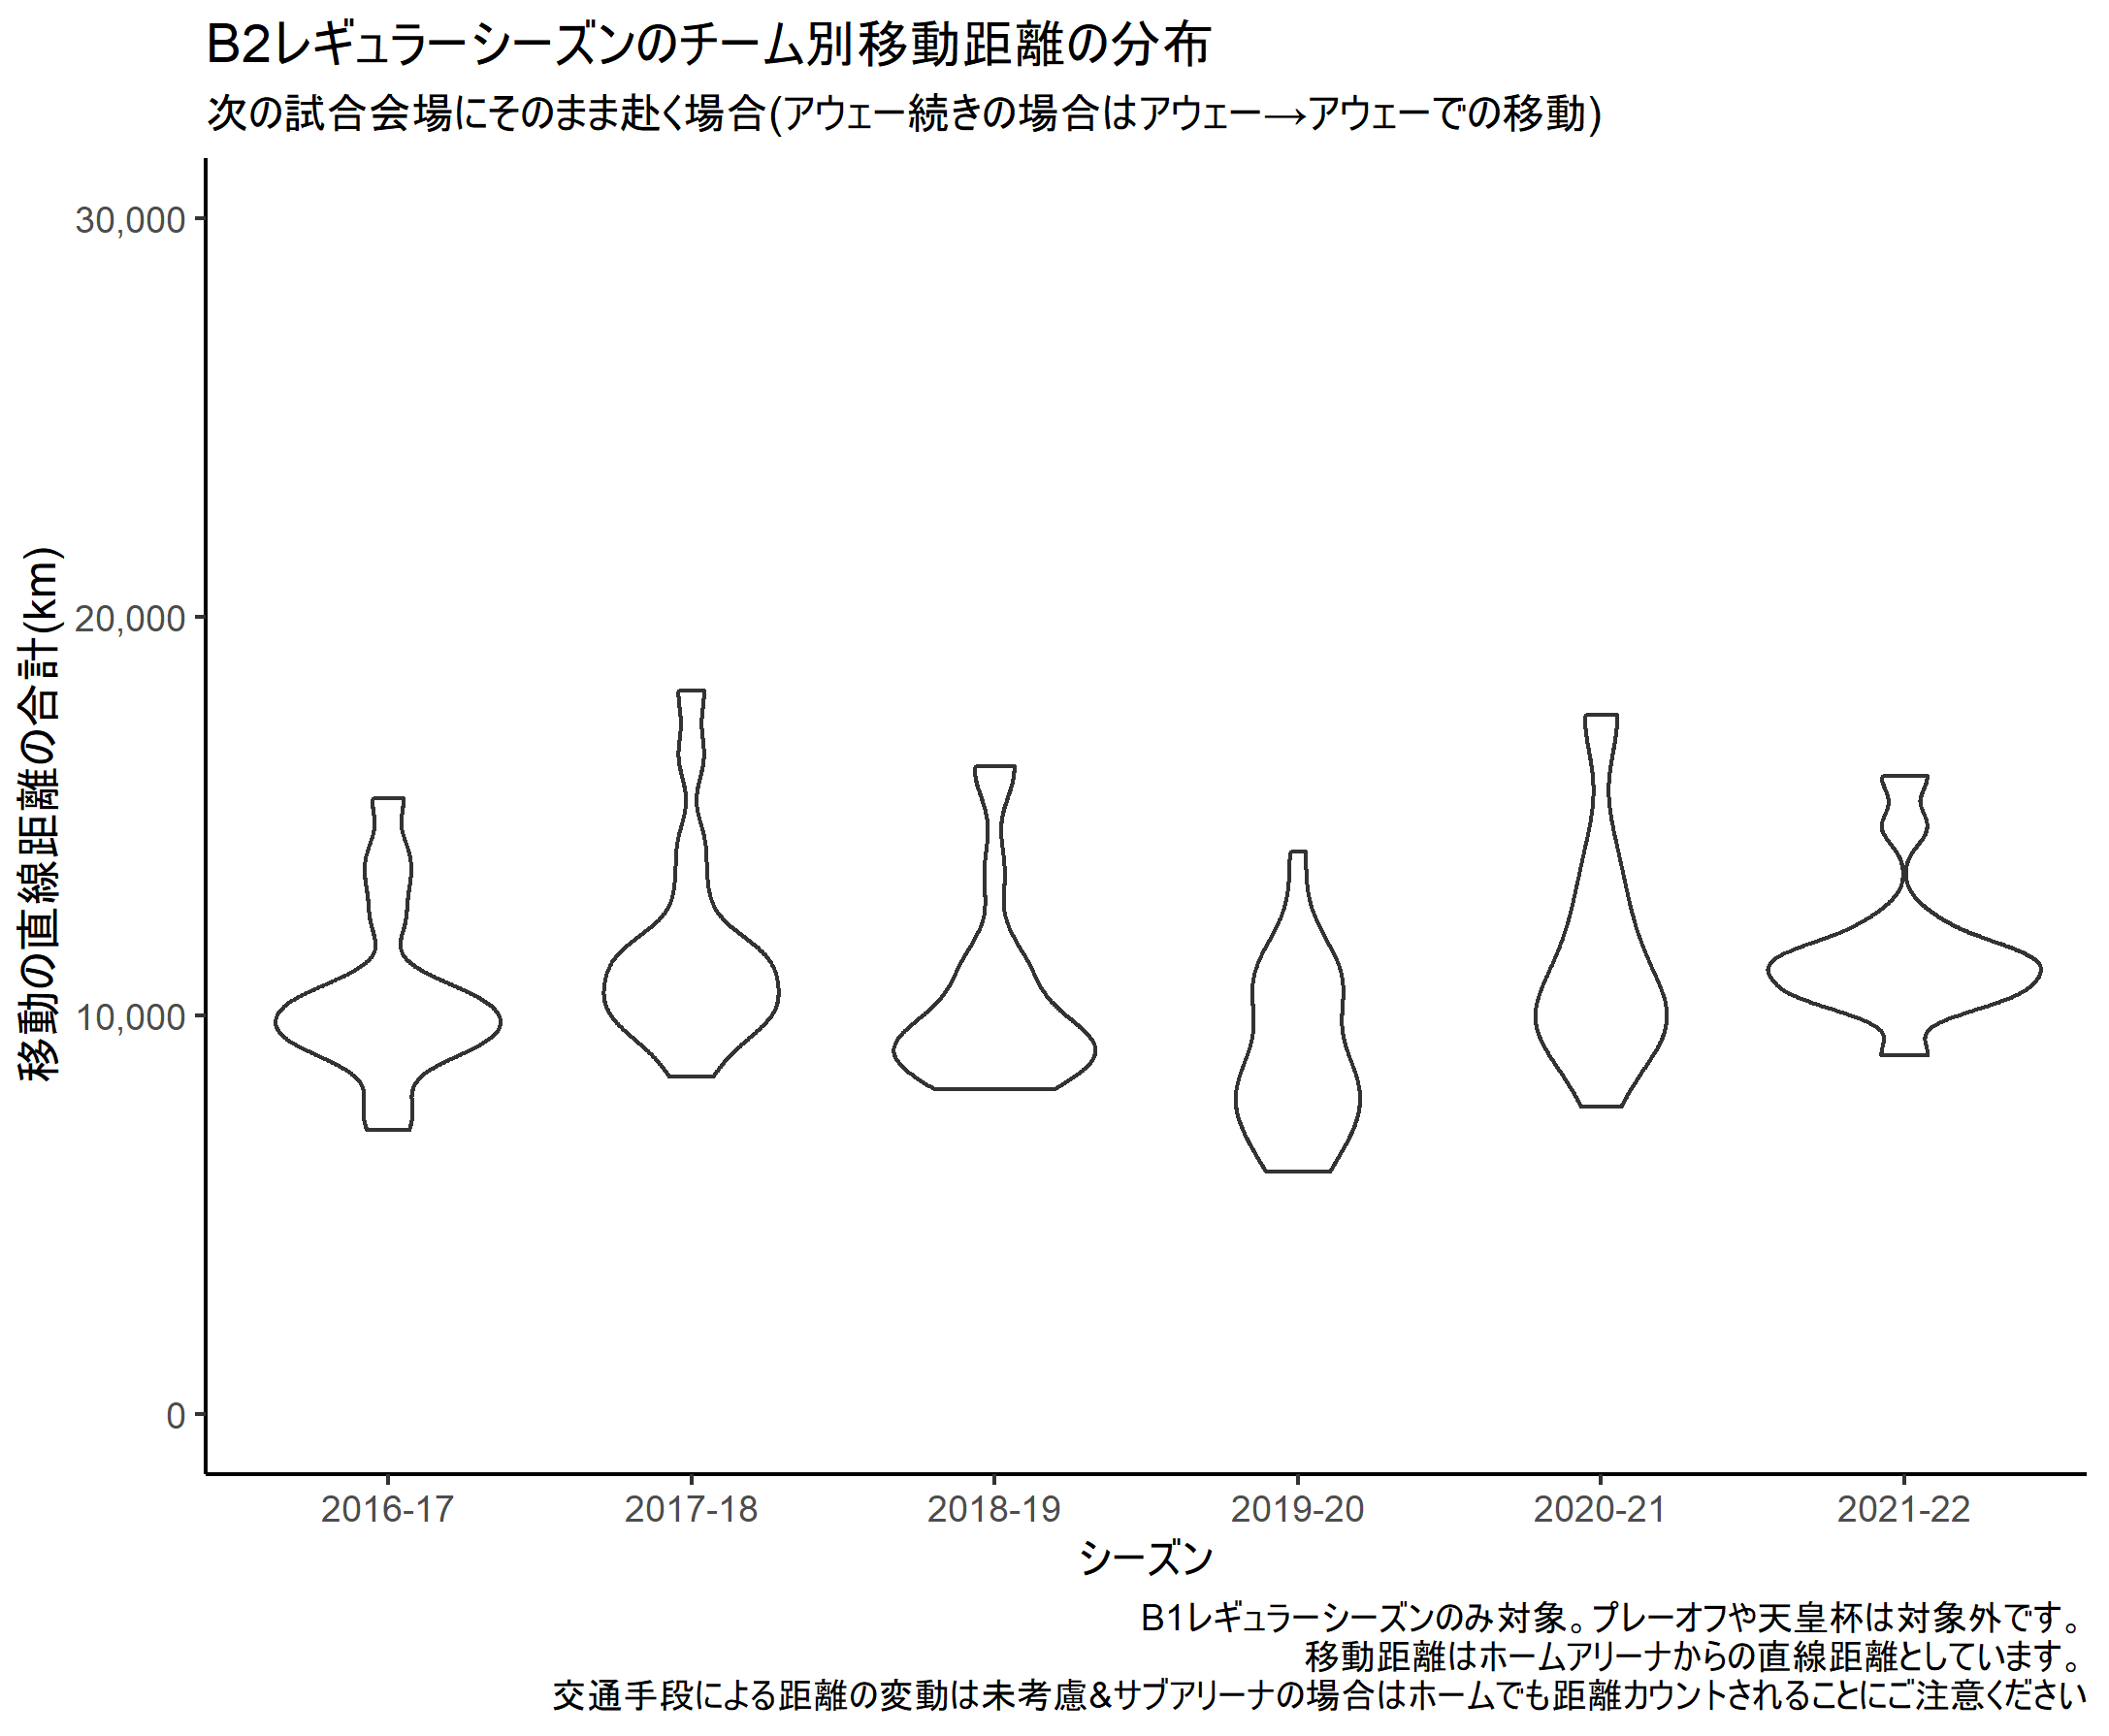 B2レギュラーシーズンのチーム別移動距離の分布
次の試合会場にそのまま赴く場合(アウェー続きの場合はアウェー→アウェーでの移動)
移動の直線距離の合計(km)
30,000
20,000
10,000
0
2016-17 2017-18 2018-19 2019-20 2020-21 2021-22
シーズン
B1レギュラーシーズンのみ対象。プレーオフや天皇杯は対象外です。
移動距離はホームアリーナからの直線距離としています。
交通手段による距離の変動は未考慮&サブアリーナの場合はホームでも距離カウントされることにご注意ください